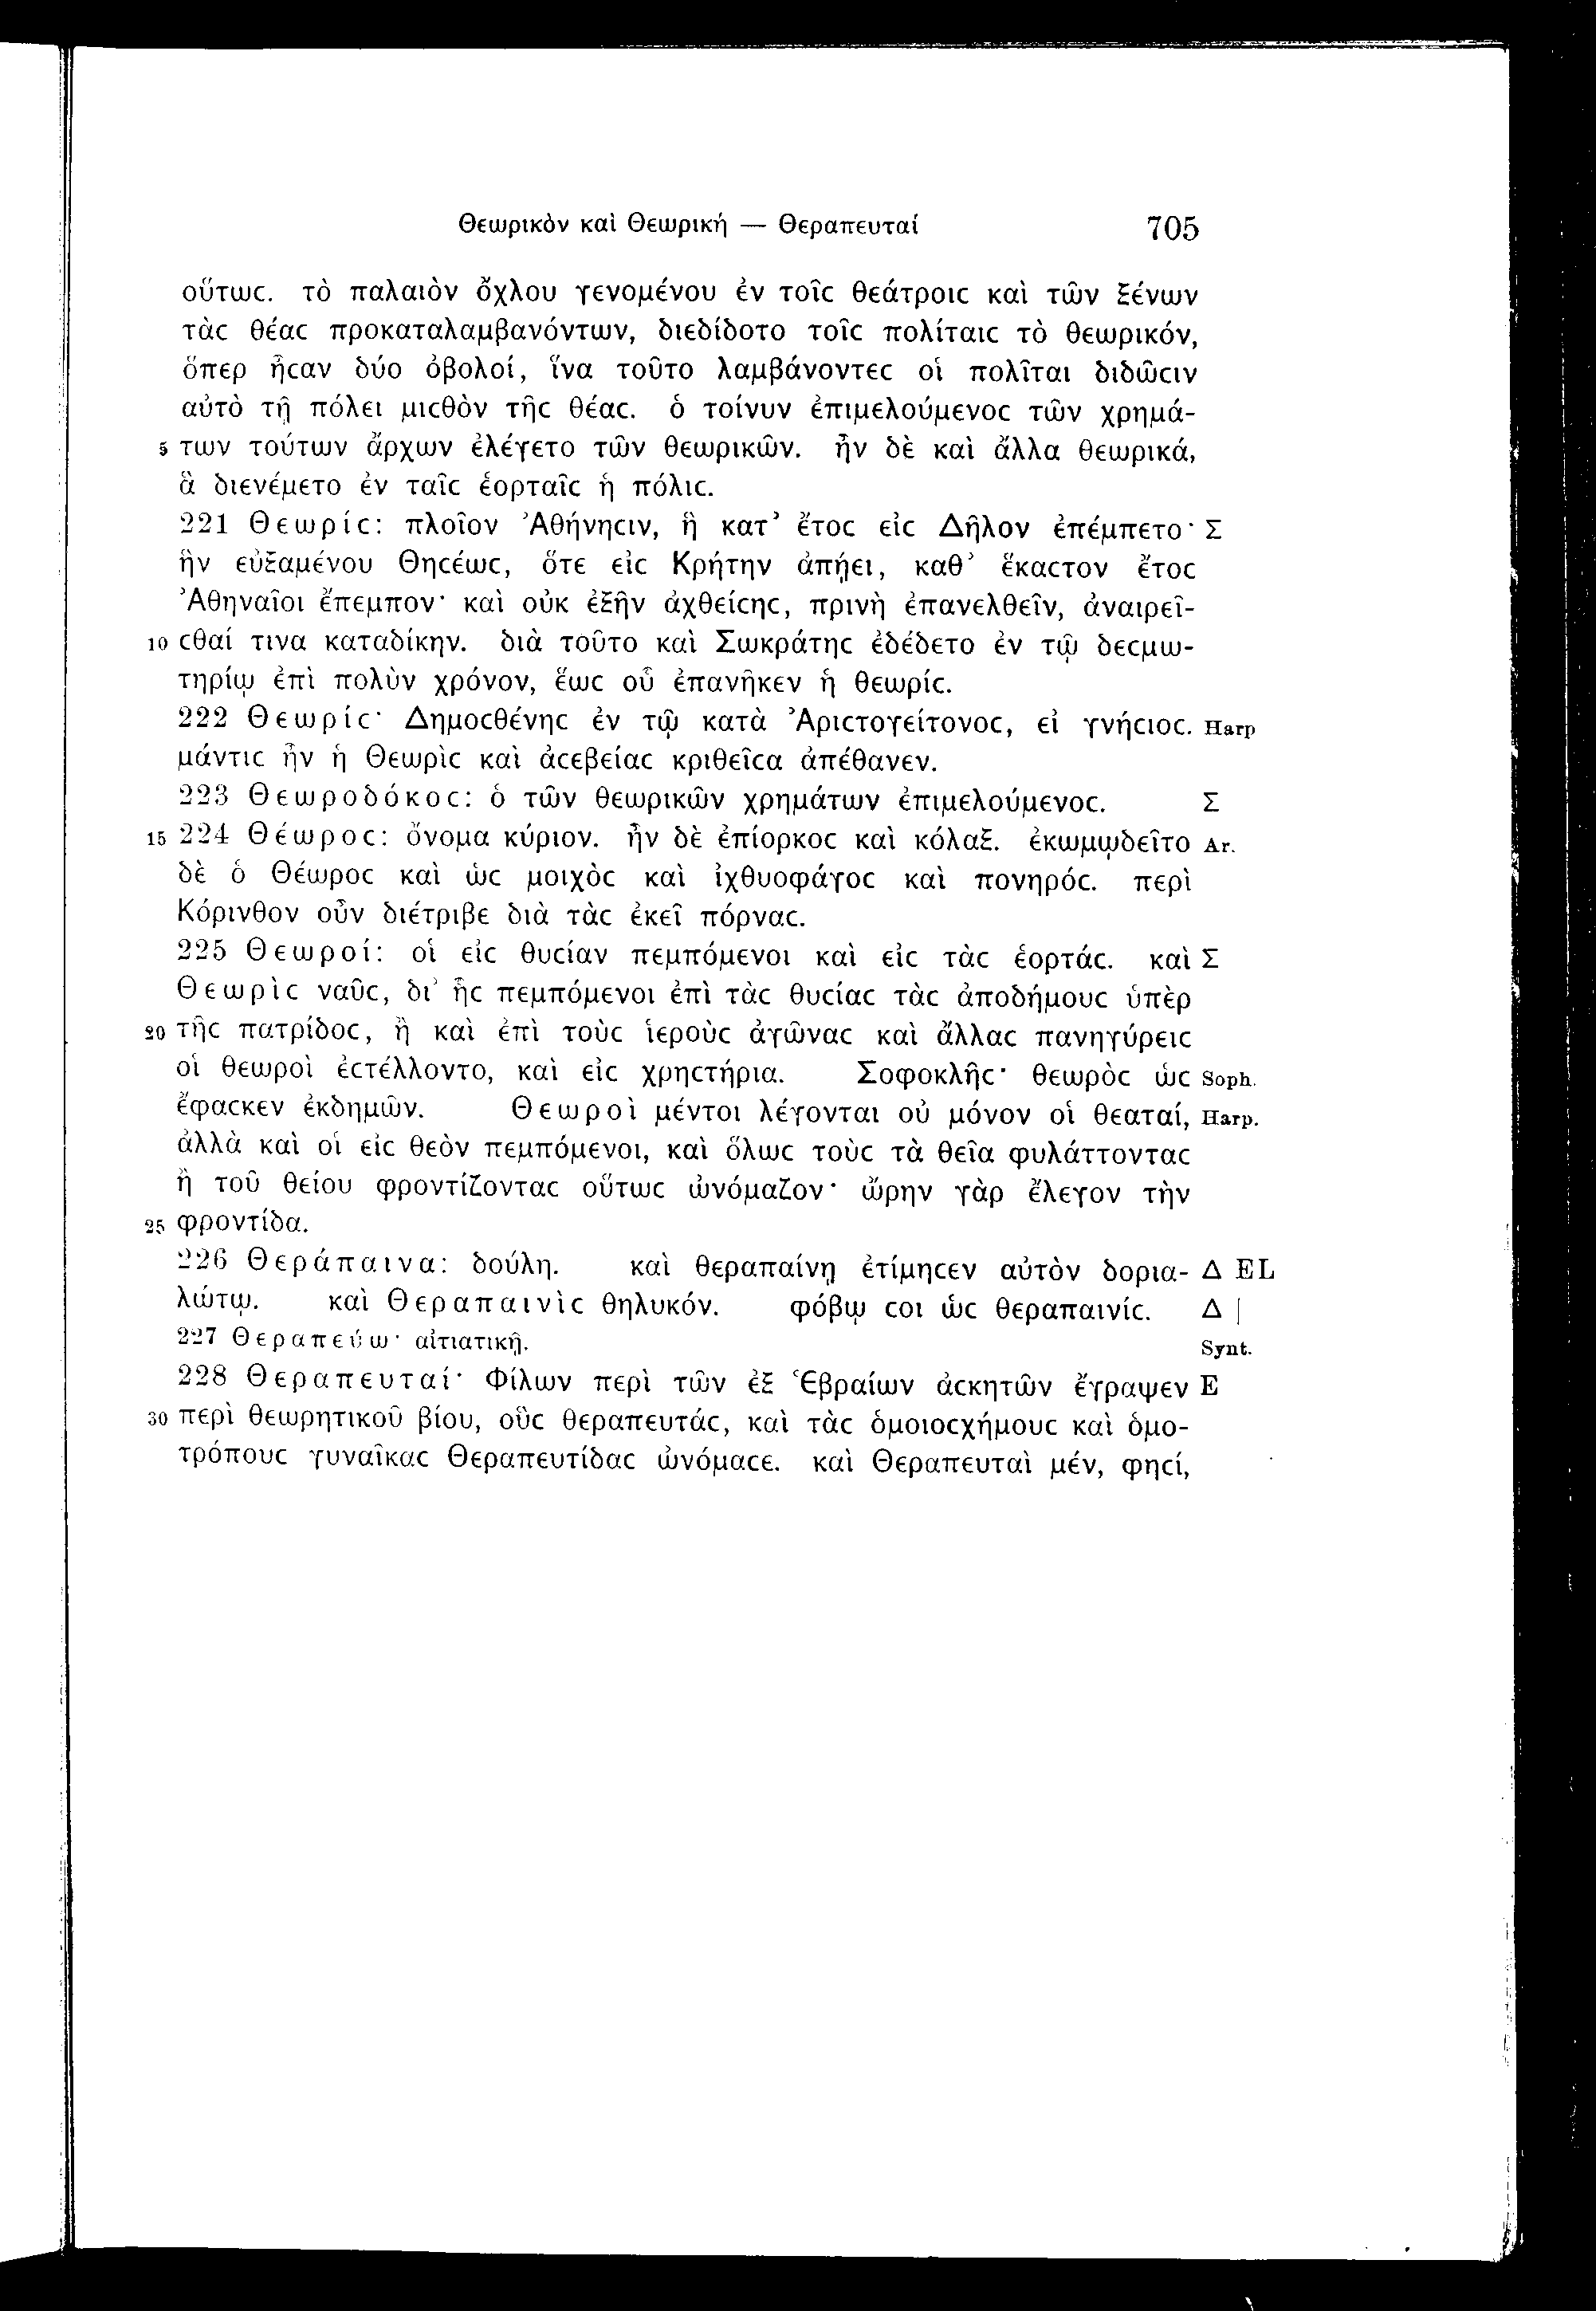 Θεωρικὸν καὶ Θεωρική — Θεραπευταί 705
οὕτωϲ. τὸ παλαιὸν ὄχλου γενομένου ἐν τοῖϲ θεάτροιϲ καὶ τῶν ξένων
τὰϲ θέαϲ προκαταλαμβανόντων, διεδίδοτο τοῖϲ πολίταιϲ τὸ θεωρικόν,
ὅπερ ἦϲαν δύο ὀβολοί, ἵνα τοῦτο λαμβάνοντεϲ οἱ πολῖται διδῶϲιν
αὐτὸ τῇ πόλει μιϲθὸν τῆϲ θέαϲ. ὁ τοίνυν ἐπιμελούμενοϲ τῶν χρημά-
5 των τούτων ἄρχων ἐλέγετο τῶν θεωρικῶν. ἦν δὲ καὶ ἄλλα θεωρικά,
ἃ διενέμετο ἐν ταῖϲ ἑορταῖϲ ἡ πόλιϲ.
221 Θεωρίϲ: πλοῖον Ἀθήνηϲιν, ἣ κατ’ ἔτοϲ εἰϲ Δῆλον ἐπέμπετο· Σ
ἣν εὐξαμένου Θηϲέωϲ, ὅτε εἰϲ Κρήτην ἀπῄει, καθ’ ἕκαϲτον ἔτοϲ
Ἀθηναῖοι ἔπεμπον· καὶ οὐκ ἐξῆν ἀχθείϲηϲ, πρινὴ ἐπανελθεῖν, ἀναιρεῖ-
10 ϲθαί τινα καταδίκην. διὰ τοῦτο καὶ Σωκράτηϲ ἐδέδετο ἐν τῷ δεϲμω-
τηρίῳ ἐπὶ πολὺν χρόνον, ἕωϲ οὗ ἐπανῆκεν ἡ θεωρίϲ.
222 Θεωρίϲ· Δημοϲθένηϲ ἐν τῷ κατὰ Ἀριϲτογείτονοϲ, εἰ γνήϲιοϲ. Harp
μάντιϲ ἦν ἡ Θεωρὶϲ καὶ ἀϲεβείαϲ κριθεῖϲα ἀπέθανεν.
223 Θεωροδόκοϲ: ὁ τῶν θεωρικῶν χρημάτων ἐπιμελούμενοϲ. Σ
15 224 Θέωροϲ: ὄνομα κύριον. ἦν δὲ ἐπίορκοϲ καὶ κόλαξ. ἐκωμῳδεῖτο Ar.
δὲ ὁ Θέωροϲ καὶ ὡϲ μοιχὸϲ καὶ ἰχθυοφάγοϲ καὶ πονηρόϲ. περὶ
Κόρινθον οὖν διέτριβε διὰ τὰϲ ἐκεῖ πόρναϲ.
225 Θεωροί: οἱ εἰϲ θυϲίαν πεμπόμενοι καὶ εἰϲ τὰϲ ἑορτάϲ. καὶ Σ
Θεωρὶϲ ναῦϲ, δι’ ἧϲ πεμπόμενοι ἐπὶ τὰϲ θυϲίαϲ τὰϲ ἀποδήμουϲ ὑπὲρ
20 τῆϲ πατρίδοϲ, ἢ καὶ ἐπὶ τοὺϲ ἱεροὺϲ ἀγῶναϲ καὶ ἄλλαϲ πανηγύρειϲ
οἱ θεωροὶ ἐϲτέλλοντο, καὶ εἰϲ χρηϲτήρια. Σοφοκλῆϲ· θεωρὸϲ ὡϲ Soph.
ἔφαϲκεν ἐκδημῶν. Θεωροὶ μέντοι λέγονται οὐ μόνον οἱ θεαταί, Harp.
ἀλλὰ καὶ οἱ εἰϲ θεὸν πεμπόμενοι, καὶ ὅλωϲ τοὺϲ τὰ θεῖα φυλάττονταϲ
ἢ τοῦ θείου φροντίζονταϲ οὕτωϲ ὠνόμαζον· ὤρην γὰρ ἔλεγον τὴν
25 φροντίδα.
226 Θεράπαινα: δούλη. καὶ θεραπαίνῃ ἐτίμηϲεν αὐτὸν δορια- Δ EL
λώτῳ. καὶ Θεραπαινὶϲ θηλυκόν. φόβῳ ϲοι ὡϲ θεραπαινίϲ. Δ |
227 Θεραπεύω· αἰτιατικῇ. Synt.
228 Θεραπευταί· Φίλων περὶ τῶν ἐξ Ἑβραίων ἀϲκητῶν ἔγραψεν E
30 περὶ θεωρητικοῦ βίου, οὓϲ θεραπευτάϲ, καὶ τὰϲ ὁμοιοϲχήμουϲ καὶ ὁμο-
τρόπουϲ γυναῖκαϲ Θεραπευτίδαϲ ὠνόμαϲε. καὶ Θεραπευταὶ μέν, φηϲί,